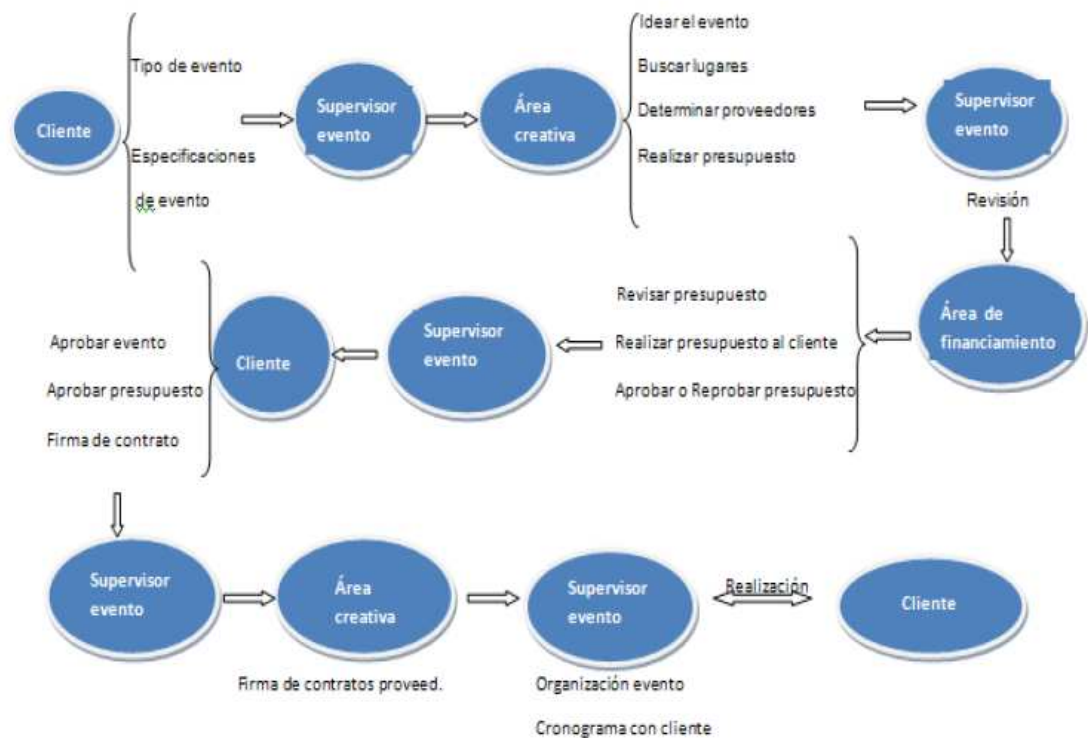 Cliente
Tipo de evento
Especificaciones
de evento
Supervisor
evento
Área
creativa
Idear el evento
Buscar lugares
Determinar proveedores
Realizar presupuesto
Supervisor
evento
Revisión
Área de
financiamiento
Revisar presupuesto
Realizar presupuesto al cliente
Aprobar o Reprobar presupuesto
Supervisor
evento
Cliente
Aprobar evento
Aprobar presupuesto
Firma de contrato
Supervisor
evento
Área
creativa
Firma de contratos proveed.
Supervisor
evento
Organización evento
Cronograma con cliente
Realización
Cliente